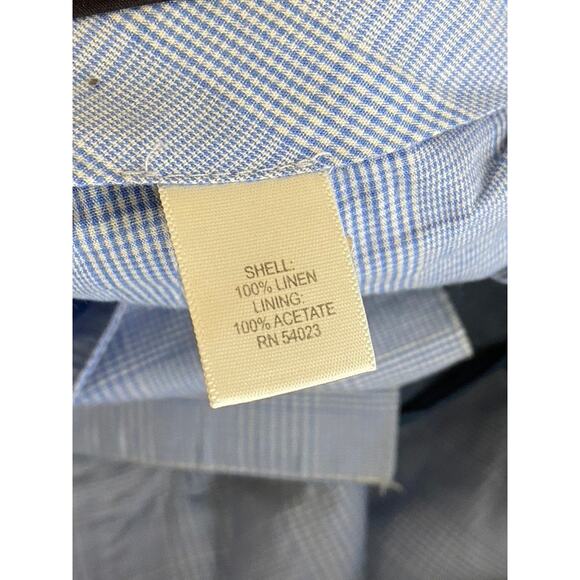 SHELL:
100% LINEN
LINING:
100% ACETATE
RN 54023